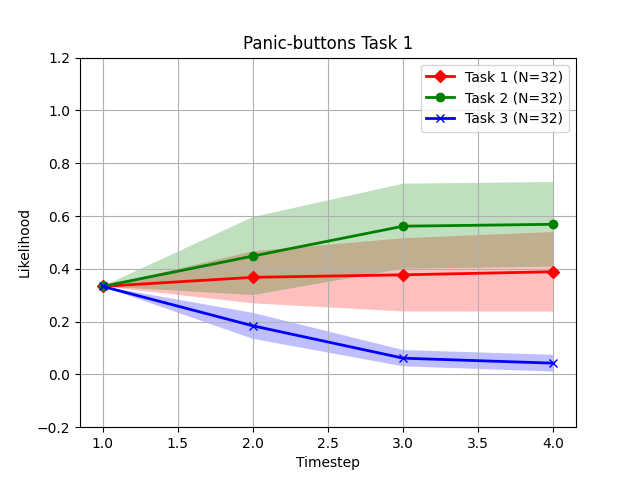 Panic-buttons Task 1
Task 1 (N=32)
Task 2 (N=32)
Task 3 (N=32)
1.2
1.0
0.8
0.6
0.4
0.2
0.0
−0.2
Likelihood
1.0 1.5 2.0 2.5 3.0 3.5 4.0
Timestep